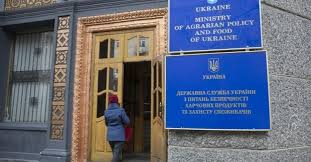 UKRAINE
MINISTRY
OF AGRARIAN POLICY
AND FOOD
OF UKRAINE
УКРАЇНА
ДЕРЖАВНА СЛУЖБА УКРАЇНИ
З ПИТАНЬ БЕЗПЕЧНОСТІ
ХАРЧОВИХ ПРОДУКТІВ
ТА ЗАХИСТУ СПОЖИВАЧІВ